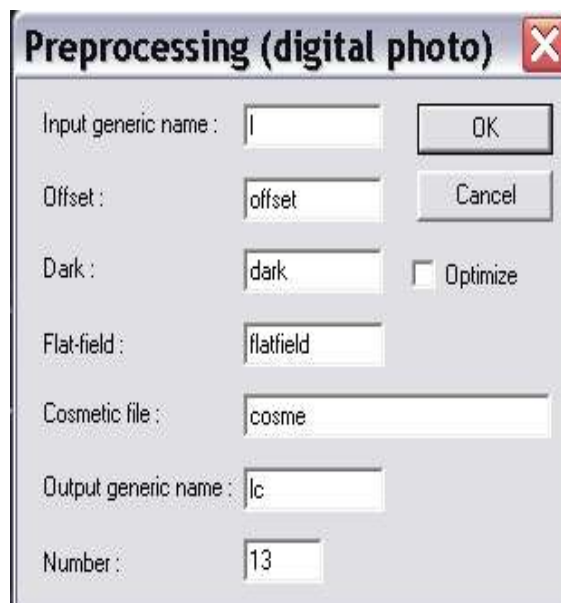 Preprocessing (digital photo)
Input generic name : l
OK
Offset : offset
Cancel
Dark : dark
Optimize
Flat-field : flatfield
Cosmetic file : cosme
Output generic name : lc
Number : 13